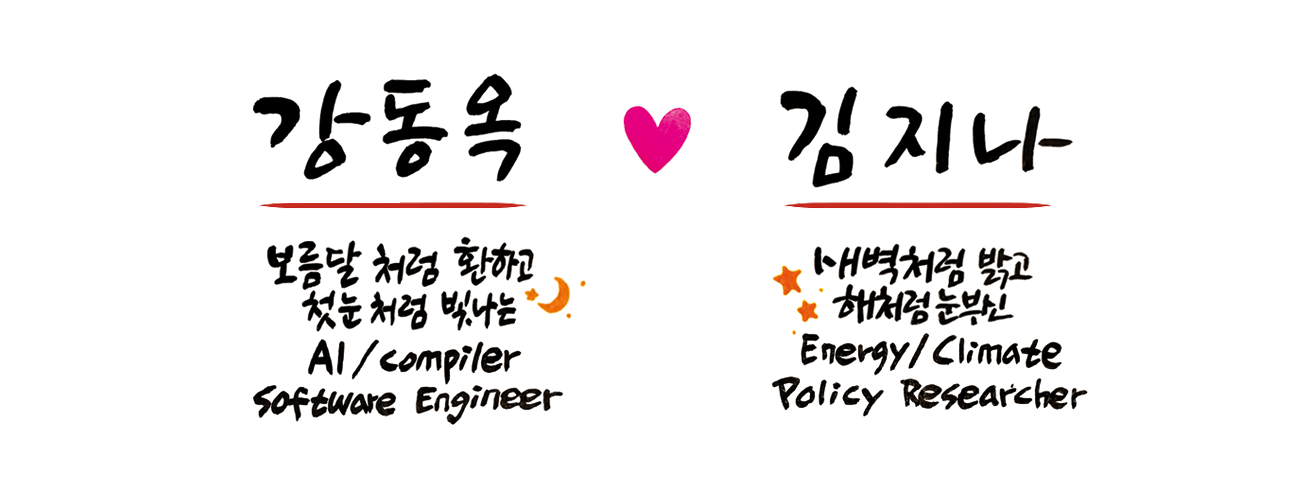 강동옥
보름달 처럼 환하고
첫눈처럼 빛나는
AI/compiler
Software Engineer
김지나
새벽처럼 밝고
해처럼 눈부신
Energy/Climate
Policy Researcher